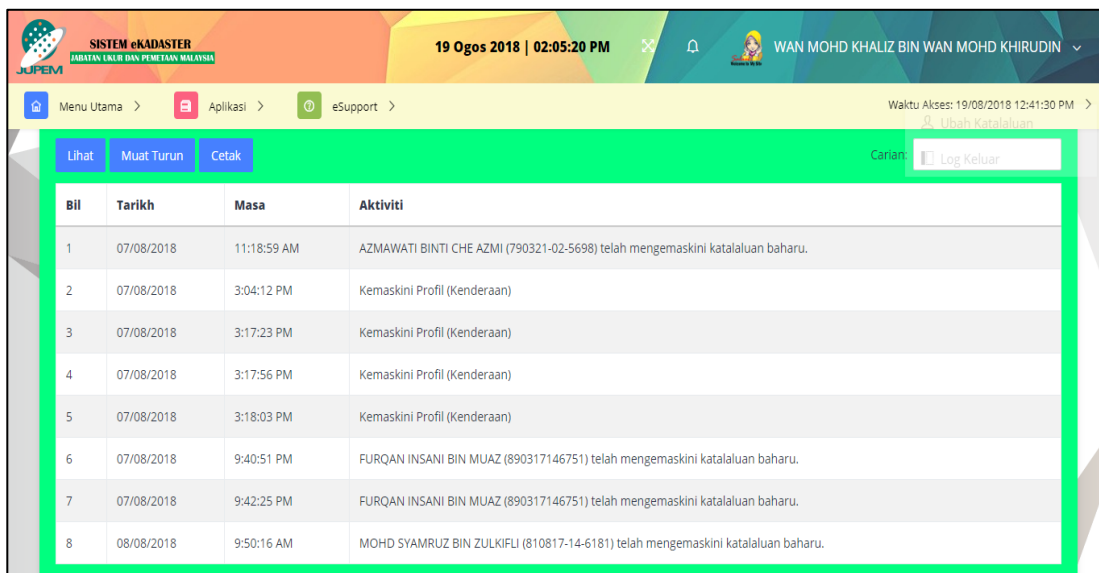 JUPEM
SISTEM eKADASTER
JABATAN UKUR DAN PEMETAAN MALAYSIA
19 Ogos 2018 | 02:05:20 PM
WAN MOHD KHALIZ BIN WAN MOHD KHIRUDIN
Menu Utama > Aplikasi > eSupport >
Waktu Akses: 19/08/2018 12:41:30 PM >
Ubah Katalaluan
Log Keluar
Lihat Muat Turun Cetak Carian:
Bil Tarikh Masa Aktiviti
1 07/08/2018 11:18:59 AM AZMAWATI BINTI CHE AZMI (790321-02-5698) telah mengemaskini katalaluan baharu.
2 07/08/2018 3:04:12 PM Kemaskini Profil (Kenderaan)
3 07/08/2018 3:17:23 PM Kemaskini Profil (Kenderaan)
4 07/08/2018 3:17:56 PM Kemaskini Profil (Kenderaan)
5 07/08/2018 3:18:03 PM Kemaskini Profil (Kenderaan)
6 07/08/2018 9:40:51 PM FURQAN INSANI BIN MUAZ (890317146751) telah mengemaskini katalaluan baharu.
7 07/08/2018 9:42:25 PM FURQAN INSANI BIN MUAZ (890317146751) telah mengemaskini katalaluan baharu.
8 08/08/2018 9:50:16 AM MOHD SYAMRUZ BIN ZULKIFLI (810817-14-6181) telah mengemaskini katalaluan baharu.